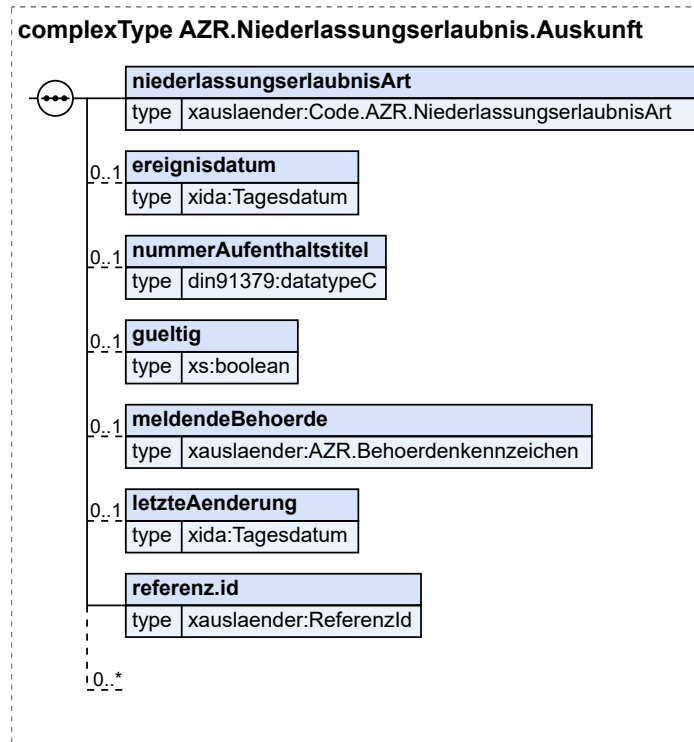 complexType AZR.Niederlassungserlaubnis.Auskunft
niederlassungserlaubnisArt
type xauslaender:Code.AZR.NiederlassungserlaubnisArt
0..1 ereignisdatum
type xida:Tagesdatum
0..1 nummerAufenthaltstitel
type din91379:datatypeC
0..1 gueltig
type xs:boolean
0..1 meldendeBehoerde
type xauslaender:AZR.Behoerdenkennzeichen
0..1 letzteAenderung
type xida:Tagesdatum
referenz.id
type xauslaender:ReferenzId
0..*